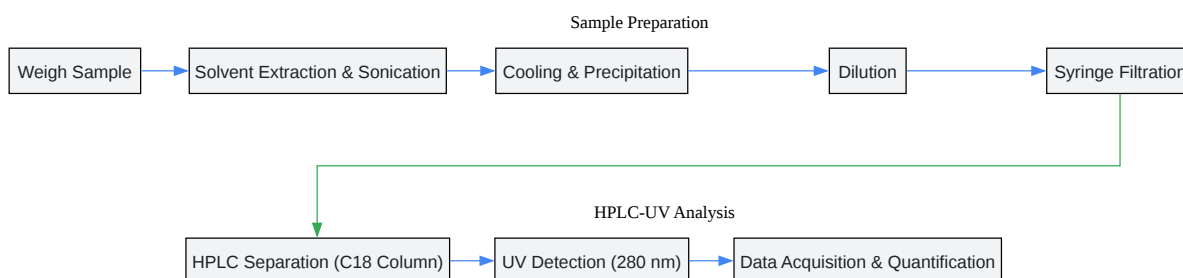 Sample Preparation
Weigh Sample
Solvent Extraction & Sonication
Cooling & Precipitation
Dilution
Syringe Filtration
HPLC-UV Analysis
HPLC Separation (C18 Column)
UV Detection (280 nm)
Data Acquisition & Quantification